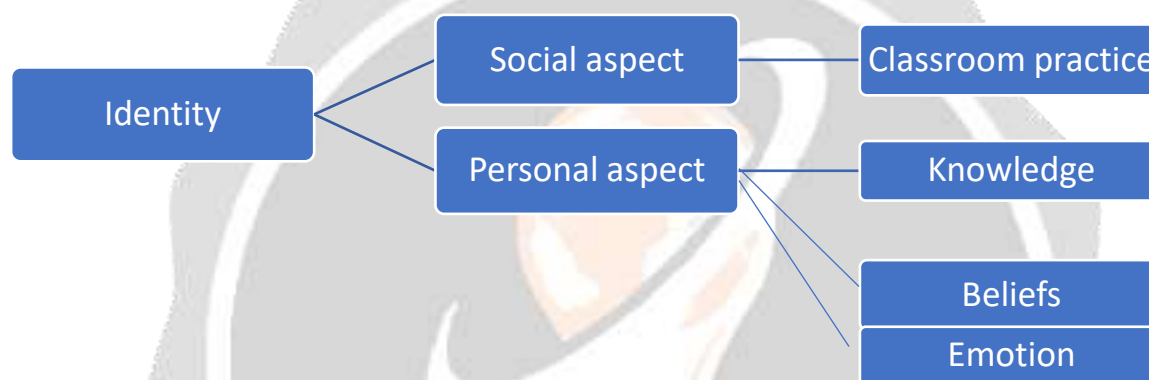 Identity
Social aspect
Classroom practice
Personal aspect
Knowledge
Beliefs
Emotion